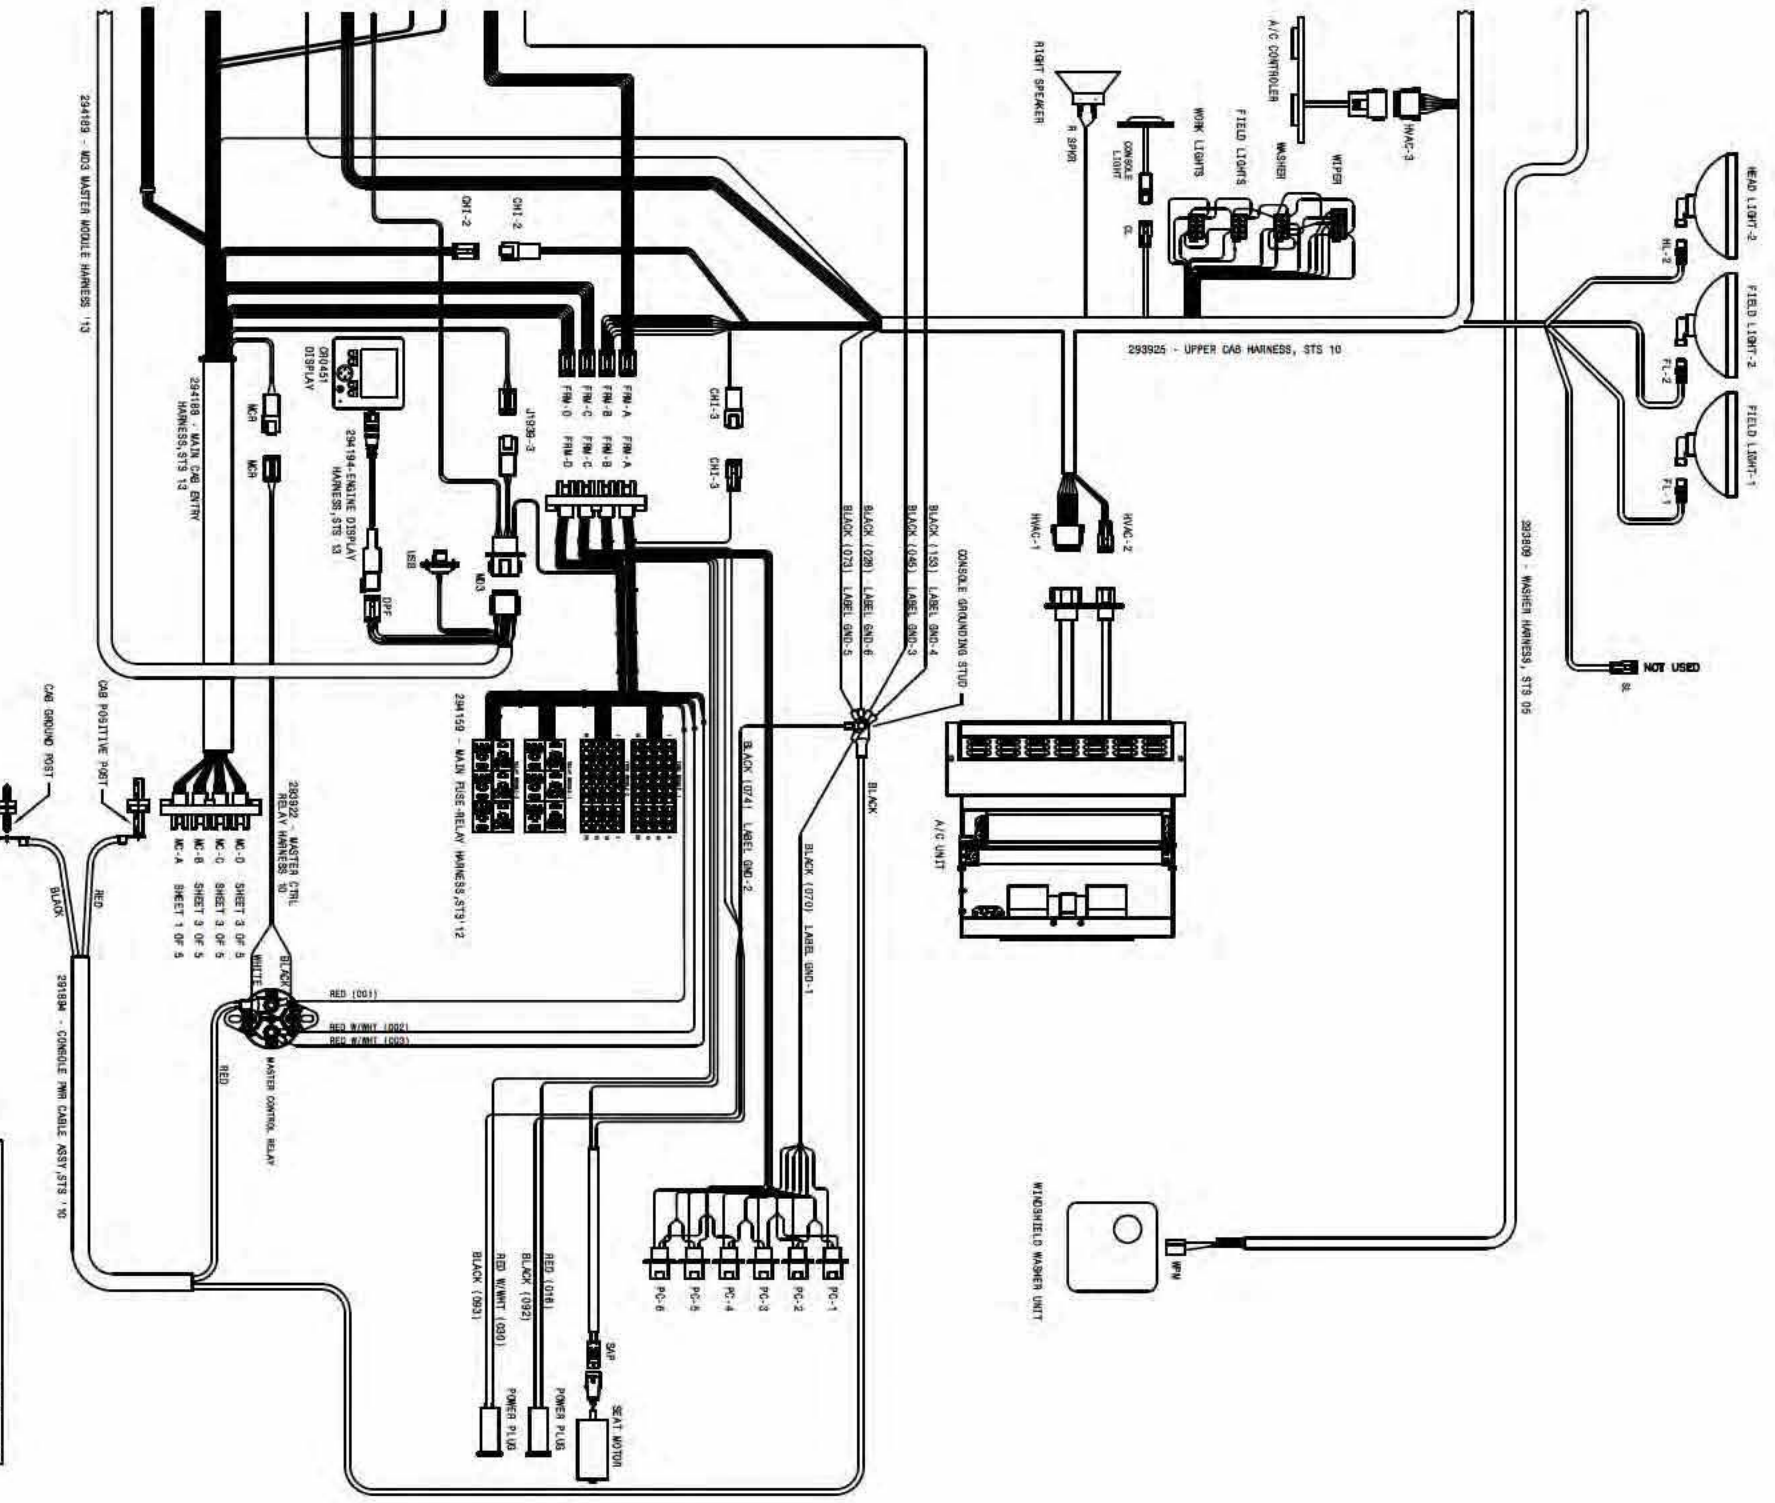 HEAD LIGHT-2
HL-2
FIELD LIGHT-2
FL-2
FIELD LIGHT-1
FL-1
NOT USED
SL
293809 - WASHER HARNESS, STS 05
A/C CONTROLER
HVAC-3
WIPER
WASHER
FIELD LIGHTS
WORK LIGHTS
CONSOLE
LIGHT
CL
RIGHT SPEAKER
R SPKR
293925 - UPPER CAB HARNESS, STS 10
HVAC-2
HVAC-1
A/C UNIT
WINDSHIELD WASHER UNIT
WPM
CONSOLE GROUNDING STUD
BLACK (153) LABEL GND-4
BLACK (045) LABEL GND-3
BLACK (029) LABEL GND-6
BLACK (073) LABEL GND-5
BLACK
BLACK (070) LABEL GND-1
BLACK (074) LABEL GND-2
CHI-3
CHI-3
CHI-2
CHI-2
FRM-A FRM-A
FRM-B FRM-B
FRM-C FRM-C
FRM-D FRM-D
J1939-3
MD3
USB
DPF
CR0451
DISPLAY
294194-ENGINE DISPLAY
HARNESS,STS 13
MCR
MCR
294188 - MAIN CAB ENTRY
HARNESS,STS 13
294189 - MD3 MASTER MODULE HARNESS '13
294159 - MAIN FUSE-RELAY HARNESS,STS'12
CAB POSITIVE POST
CAB GROUND POST
293922 - MASTER CTRL
RELAY HARNESS 10
MC-D SHEET 3 OF 5
MC-C SHEET 3 OF 5
MC-B SHEET 3 OF 5
MC-A SHEET 1 OF 5
RED
BLACK
BLACK
WHITE
RED (001)
RED W/WHT (002)
RED W/WHT (003)
RED
MASTER CONTROL RELAY
291894 - CONSOLE PWR CABLE ASSY,STS '10
PC-1
PC-2
PC-3
PC-4
PC-5
PC-6
RED (016)
BLACK (092)
RED W/WHT (030)
BLACK (093)
SAP
SEAT MOTOR
POWER PLUG
POWER PLUG